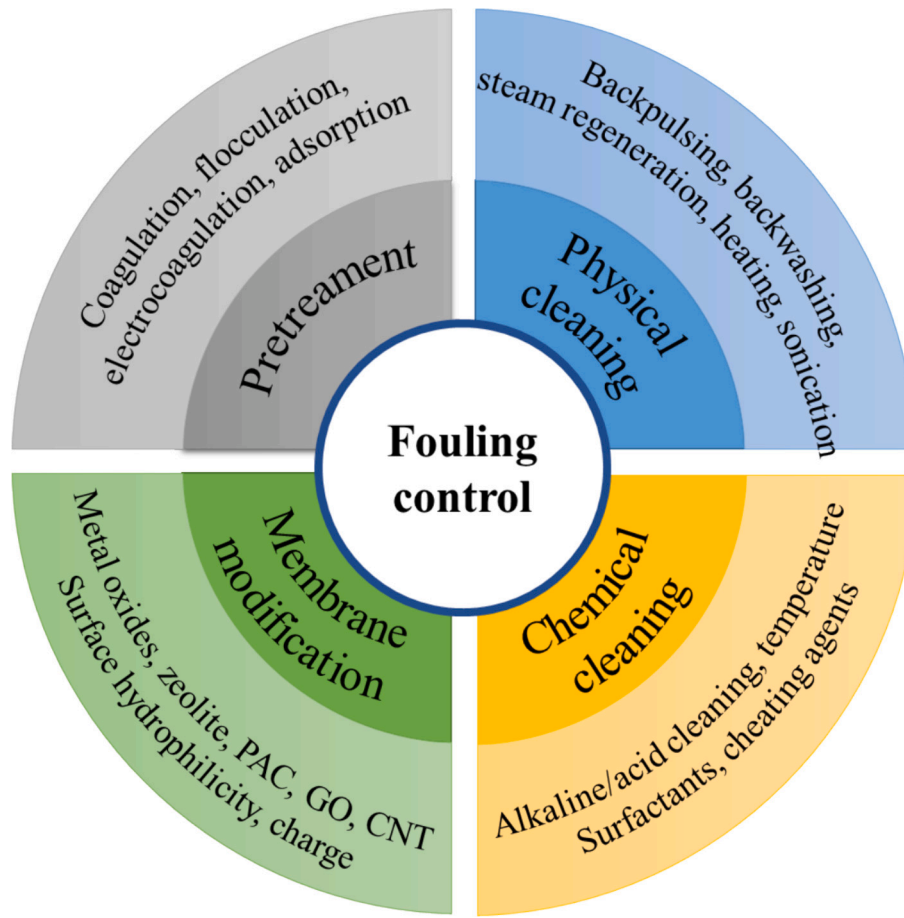 Coagulation, flocculation,
electrocoagulation, adsorption
Pretreament
Backpulsing, backwashing,
steam regeneration, heating, sonication
Physical
cleaning
Fouling
control
Membrane
modification
Metal oxides, zeolite, PAC, GO, CNT
Surface hydrophilicity, charge
Chemical
cleaning
Alkaline/acid cleaning, temperature
Surfactants, cheating agents